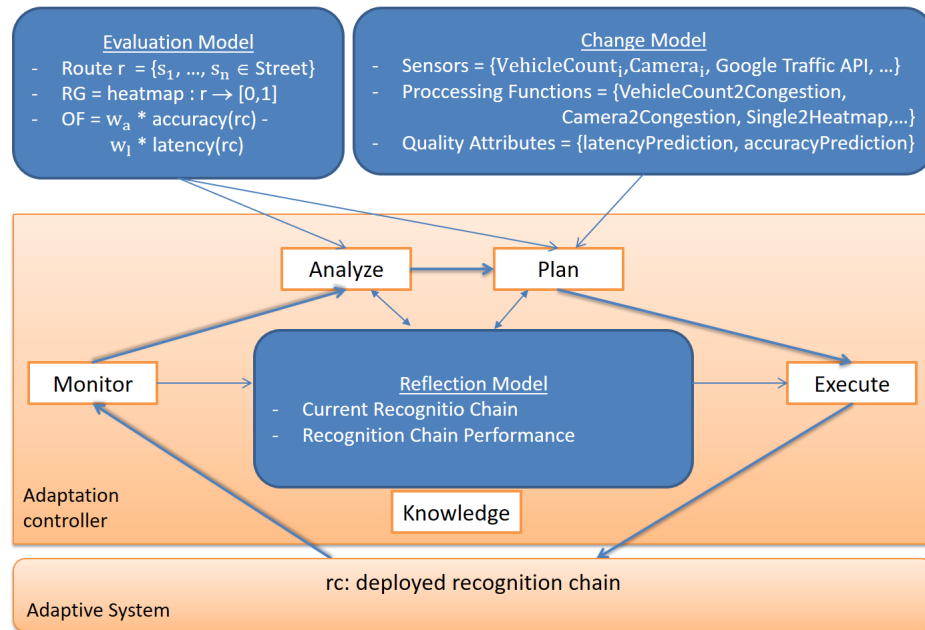 Evaluation Model
- Route r = {s₁, ..., sₙ ∈ Street}
- RG = heatmap : r → [0,1]
- OF = wₐ * accuracy(rc) -
wₗ * latency(rc)
Change Model
- Sensors = {VehicleCountᵢ,Cameraᵢ, Google Traffic API, ...}
- Proccessing Functions = {VehicleCount2Congestion,
Camera2Congestion, Single2Heatmap,...}
- Quality Attributes = {latencyPrediction, accuracyPrediction}
Analyze
Plan
Monitor
Reflection Model
- Current Recognitio Chain
- Recognition Chain Performance
Execute
Adaptation
controller
Knowledge
rc: deployed recognition chain
Adaptive System